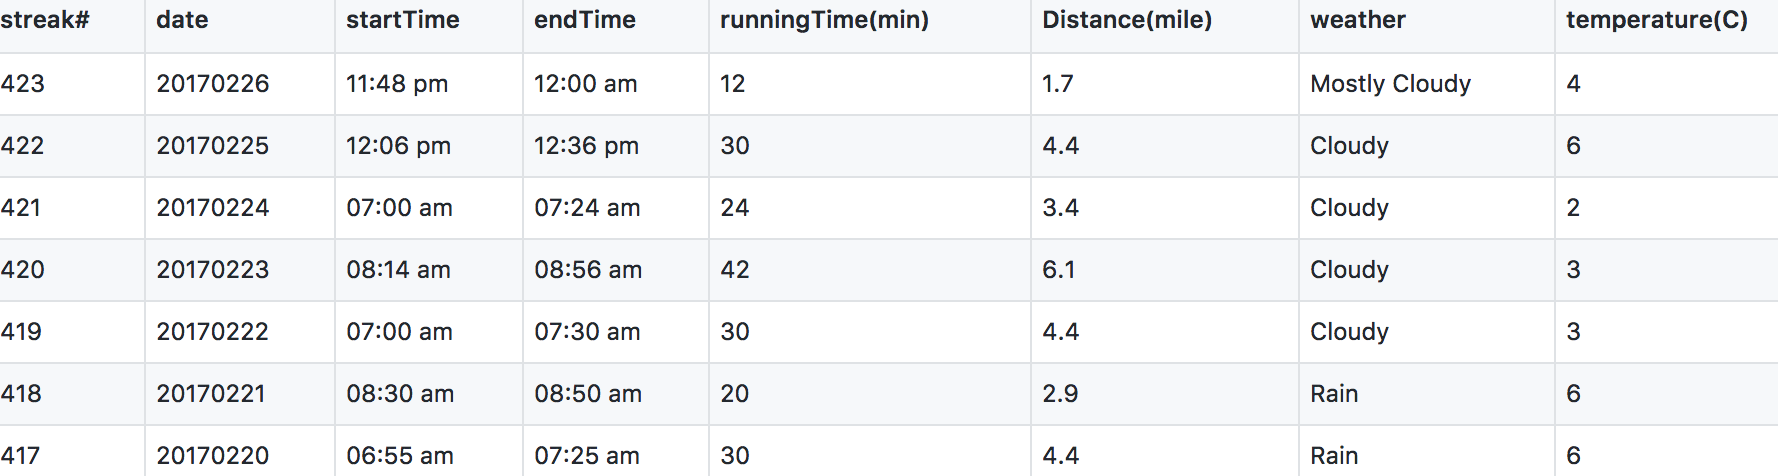 streak# date startTime endTime runningTime(min) Distance(mile) weather temperature(C)
423 20170226 11:48 pm 12:00 am 12 1.7 Mostly Cloudy 4
422 20170225 12:06 pm 12:36 pm 30 4.4 Cloudy 6
421 20170224 07:00 am 07:24 am 24 3.4 Cloudy 2
420 20170223 08:14 am 08:56 am 42 6.1 Cloudy 3
419 20170222 07:00 am 07:30 am 30 4.4 Cloudy 3
418 20170221 08:30 am 08:50 am 20 2.9 Rain 6
417 20170220 06:55 am 07:25 am 30 4.4 Rain 6